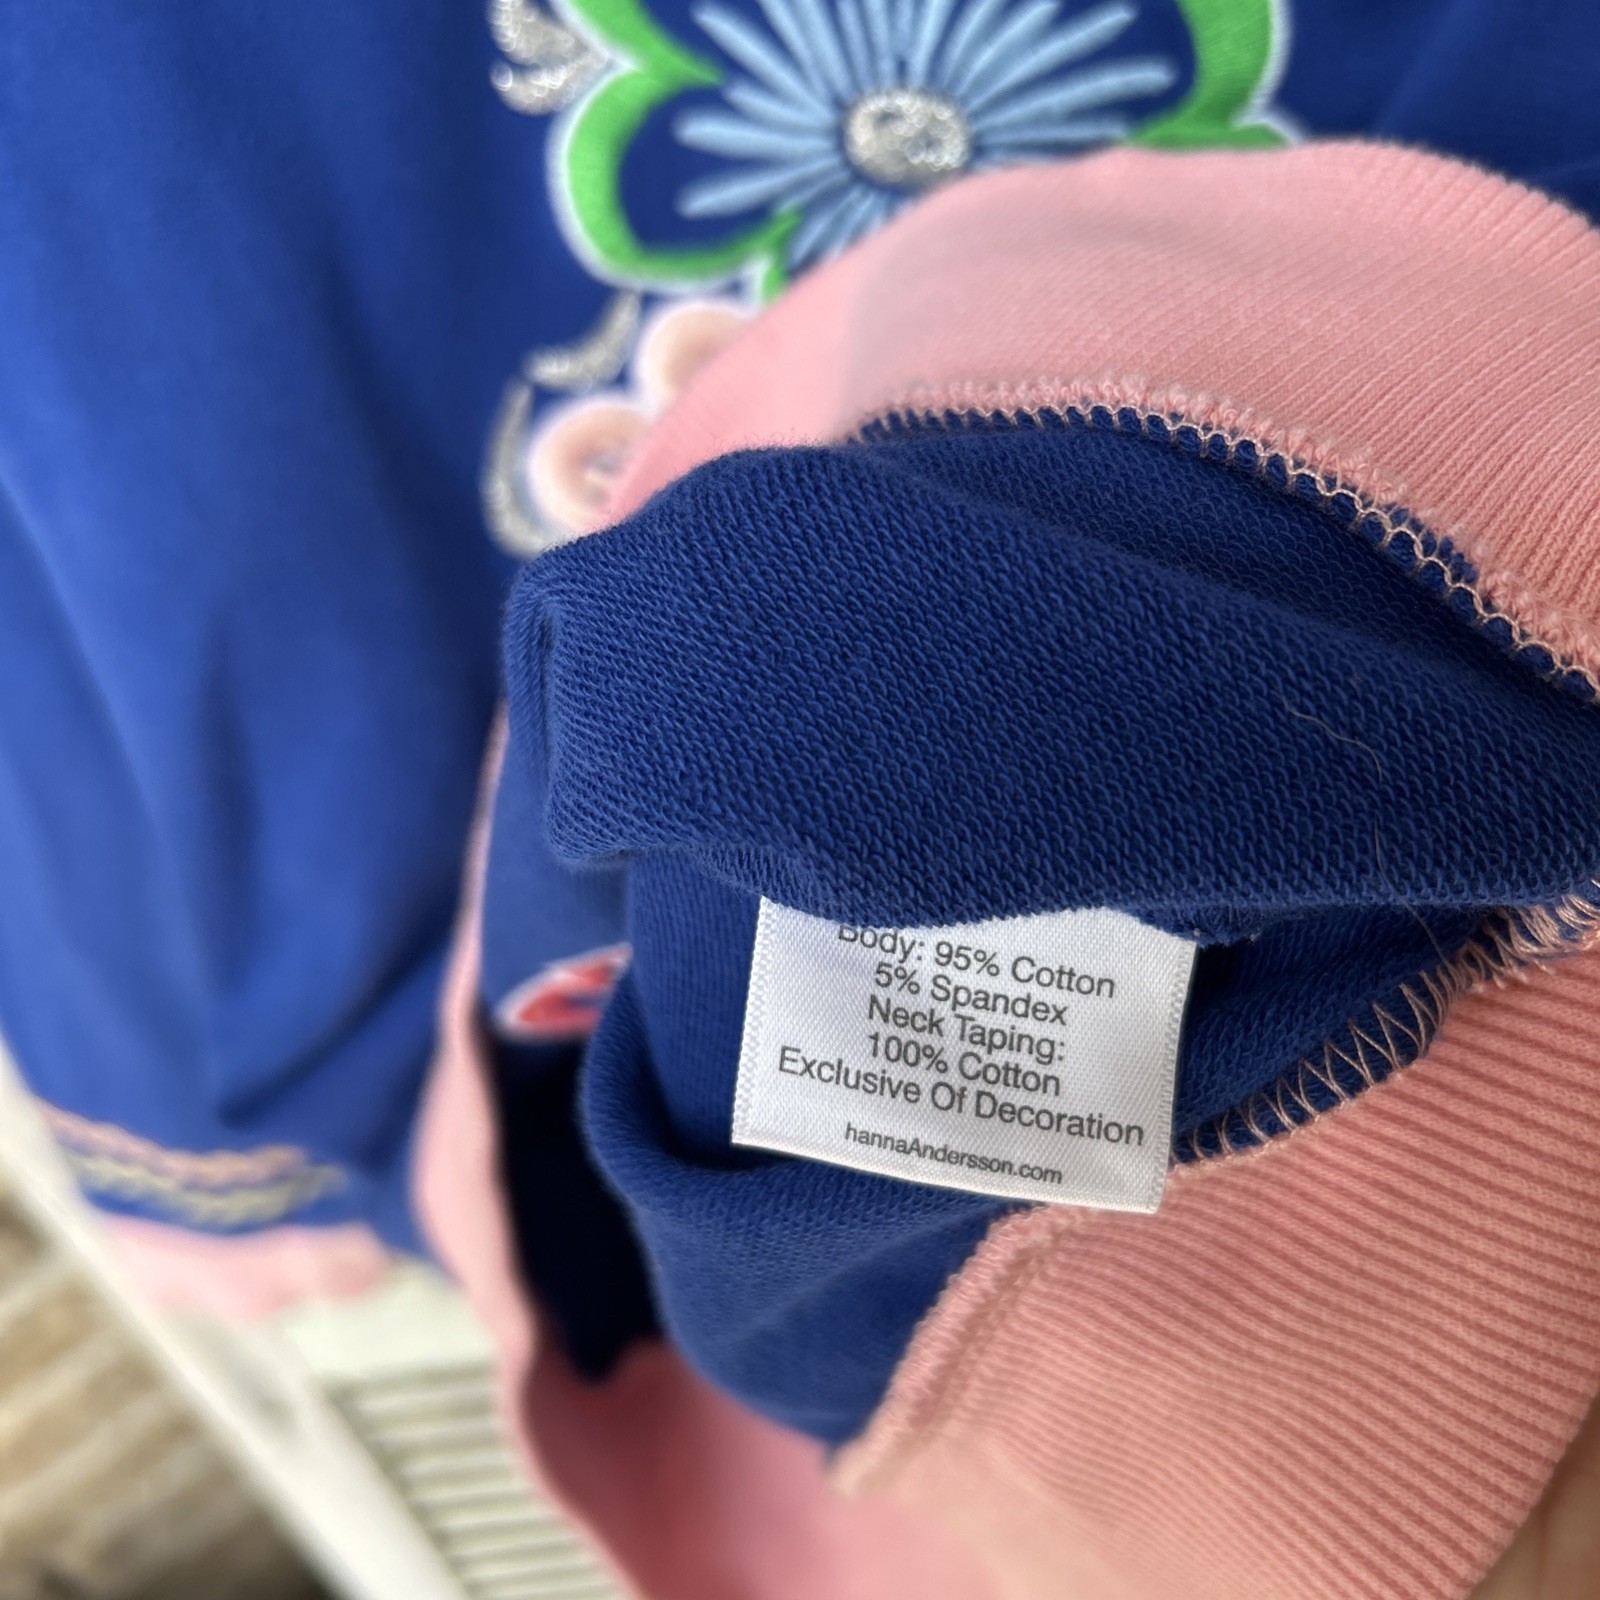 Body: 95% Cotton
5% Spandex
Neck Taping:
100% Cotton
Exclusive Of Decoration
hannaAndersson.com